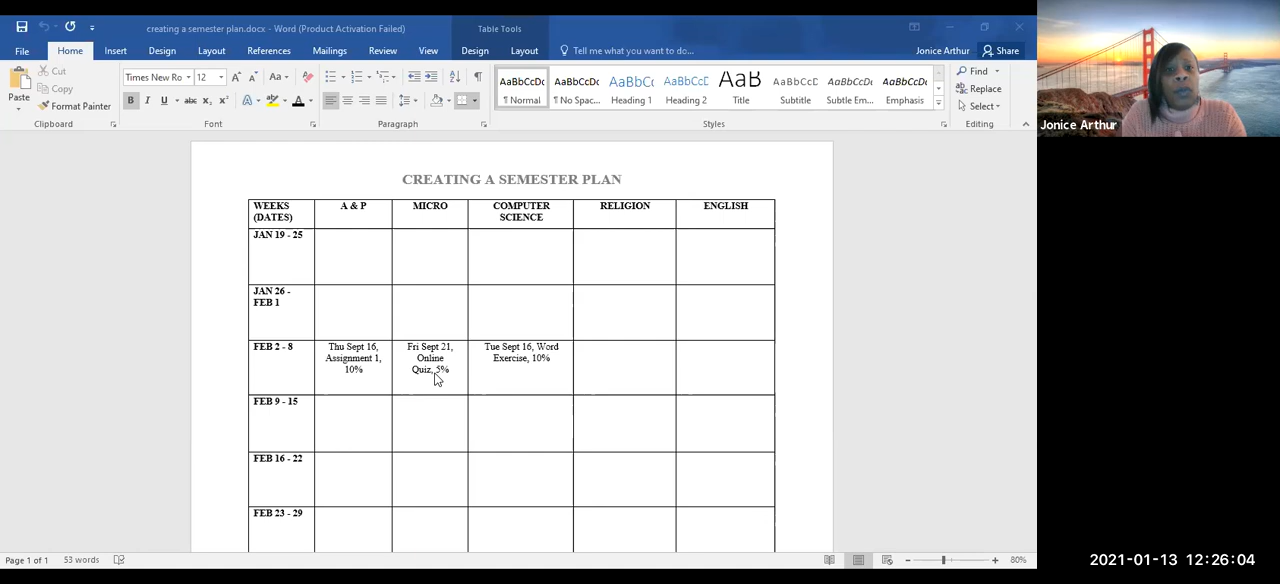 creating a semester plan.docx - Word (Product Activation Failed)
Table Tools
File
Home
Insert
Design
Layout
References
Mailings
Review
View
Design
Layout
Tell me what you want to do...
Jonice Arthur
Share
Paste
Cut
Copy
Format Painter
Clipboard
Times New Ro
12
Font
Paragraph
AaBbCcDc
¶ Normal
AaBbCcDc
¶ No Spac...
AaBbCc
Heading 1
AaBbCcD
Heading 2
AaB
Title
AaBbCcD
Subtitle
AaBbCcDc
Subtle Em...
AaBbCcDc
Emphasis
Styles
Find
Replace
Select
Editing
Jonice Arthur
CREATING A SEMESTER PLAN
WEEKS
(DATES)
A & P
MICRO
COMPUTER
SCIENCE
RELIGION
ENGLISH
JAN 19 - 25
JAN 26 -
FEB 1
FEB 2 - 8
Thu Sept 16,
Assignment 1,
10%
Fri Sept 21,
Online
Quiz, 5%
Tue Sept 16, Word
Exercise, 10%
FEB 9 - 15
FEB 16 - 22
FEB 23 - 29
Page 1 of 1
53 words
80%
2021-01-13 12:26:04